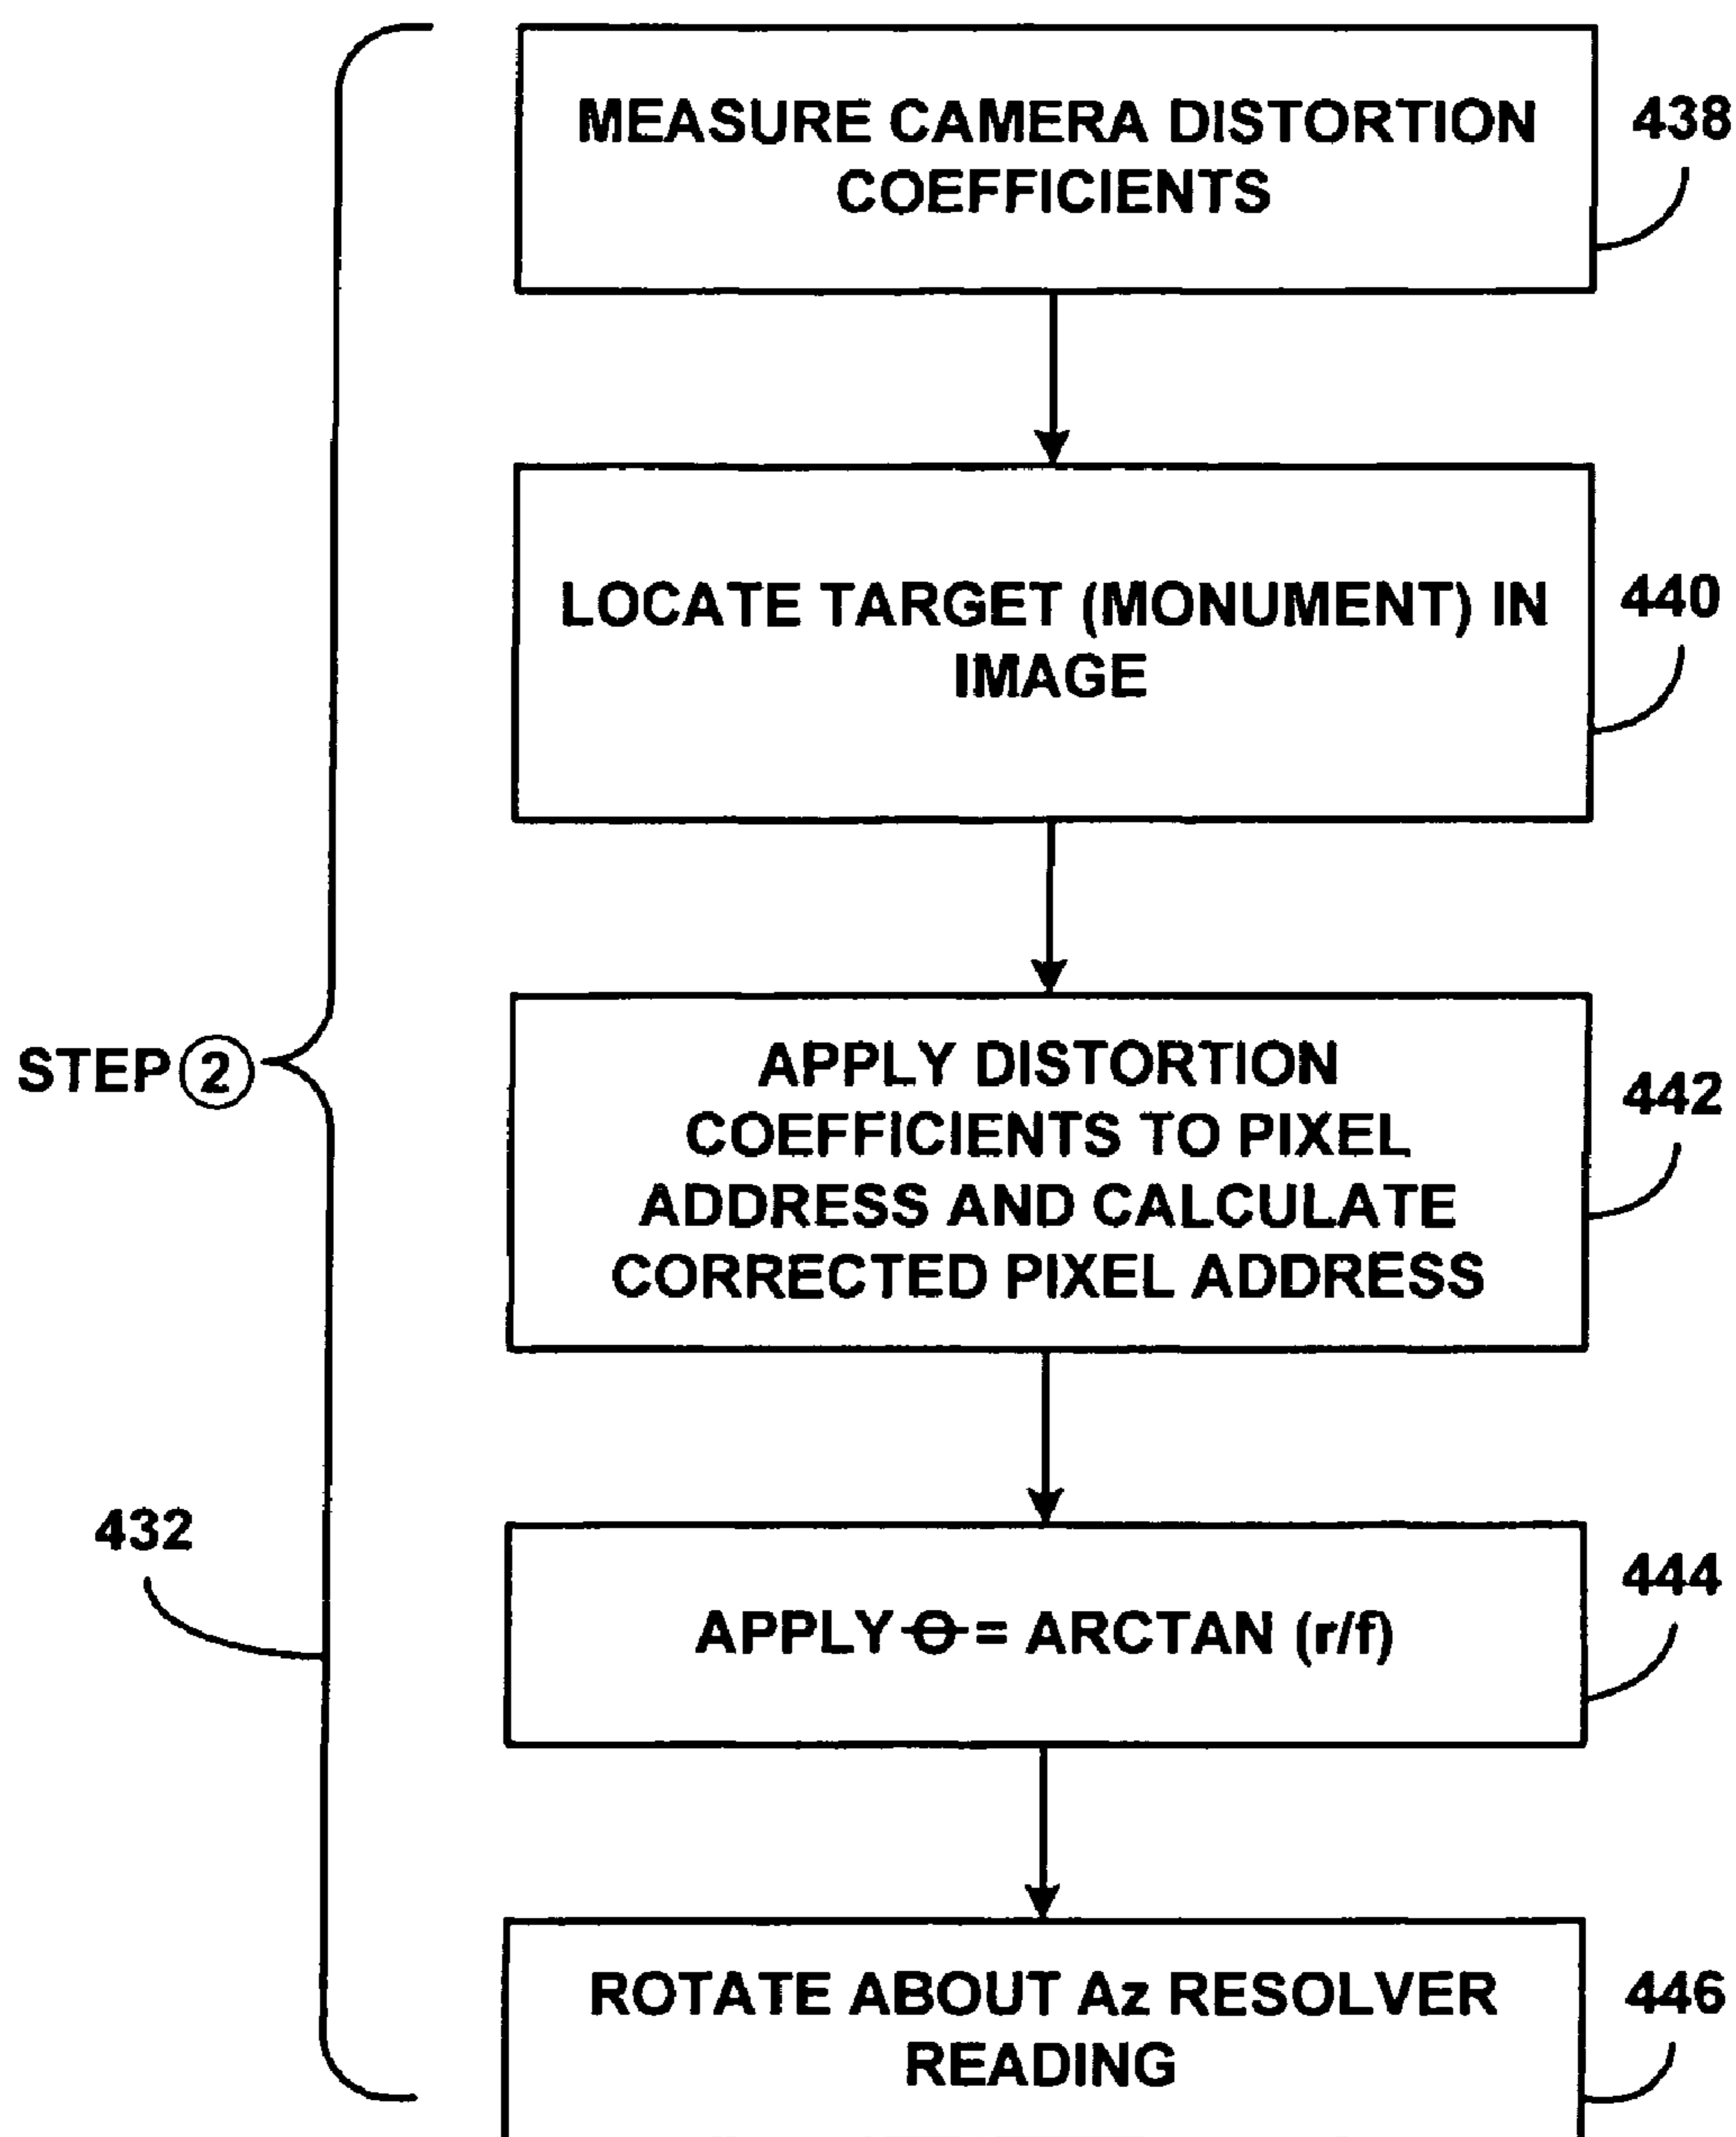 MEASURE CAMERA DISTORTION
COEFFICIENTS
438
LOCATE TARGET (MONUMENT) IN
IMAGE
440
STEP ②
APPLY DISTORTION
COEFFICIENTS TO PIXEL
ADDRESS AND CALCULATE
CORRECTED PIXEL ADDRESS
442
432
APPLY Θ = ARCTAN (r/f)
444
ROTATE ABOUT Az RESOLVER
READING
446